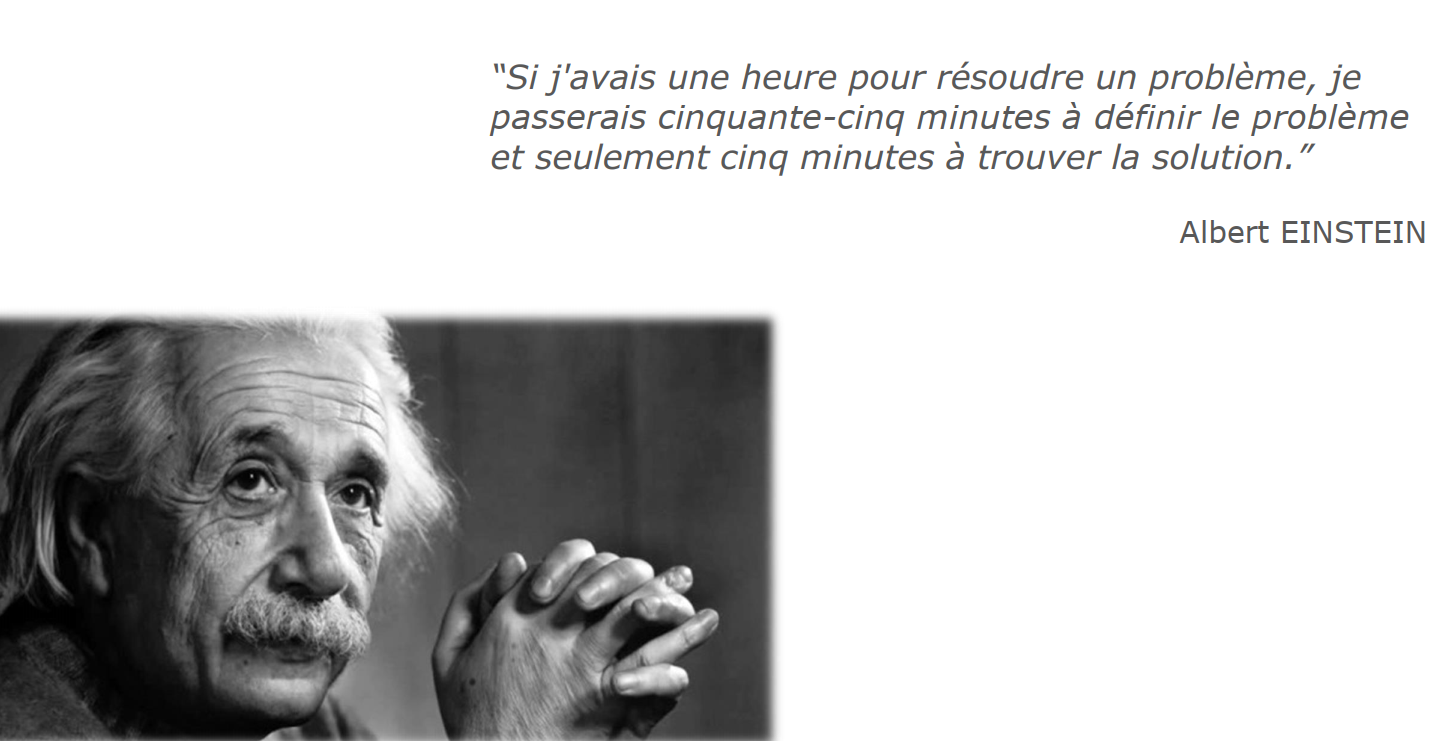 “Si j'avais une heure pour résoudre un problème, je
passerais cinquante-cinq minutes à définir le problème
et seulement cinq minutes à trouver la solution.”
Albert EINSTEIN